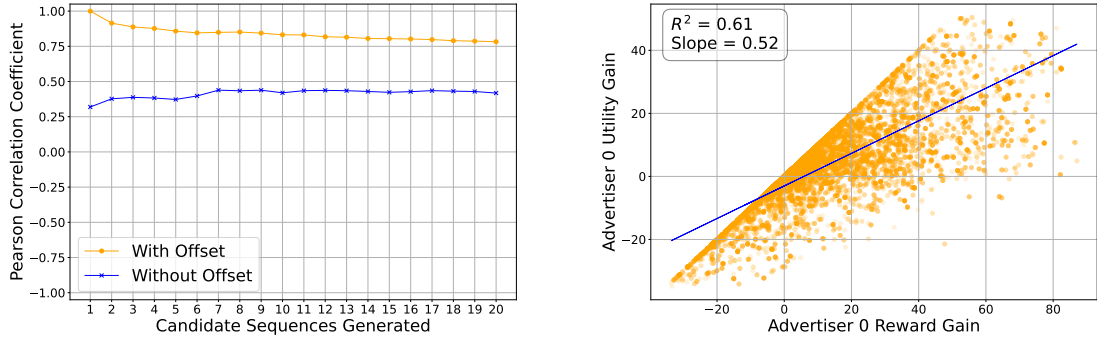 1.00
0.75
0.50
0.25
0.00
−0.25
−0.50
−0.75
−1.00
Pearson Correlation Coefficient
With Offset
Without Offset
1 2 3 4 5 6 7 8 9 10 11 12 13 14 15 16 17 18 19 20
Candidate Sequences Generated
R² = 0.61
Slope = 0.52
40
20
0
−20
Advertiser 0 Utility Gain
−20 0 20 40 60 80
Advertiser 0 Reward Gain